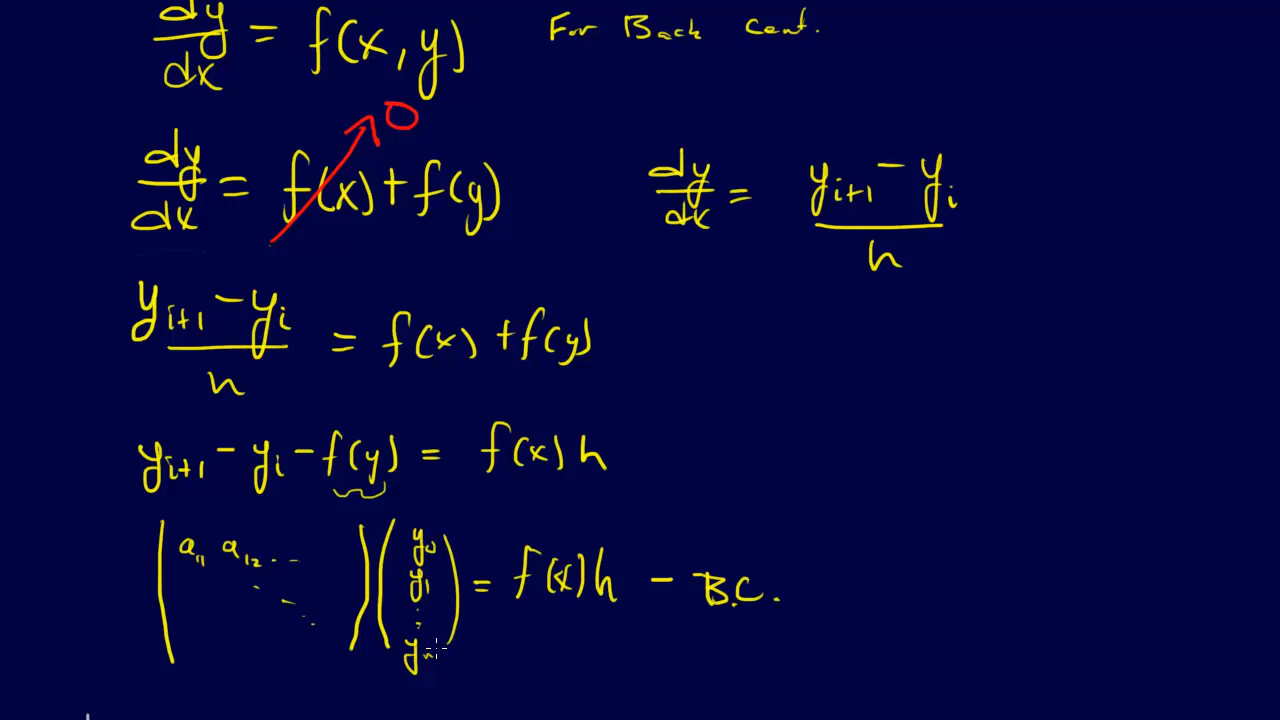 dy/dx = f(x, y) For Back cent.
dy/dx = f(x) + f(y) 0 dy/dx = (y_{i+1} - y_i)/h
(y_{i+1} - y_i)/h = f(x) + f(y)
y_{i+1} - y_i - f(y) = f(x) h
( a_{11} a_{12} ... ) ( y_0 y_1 : y_n ) = f(x) h - B.C.